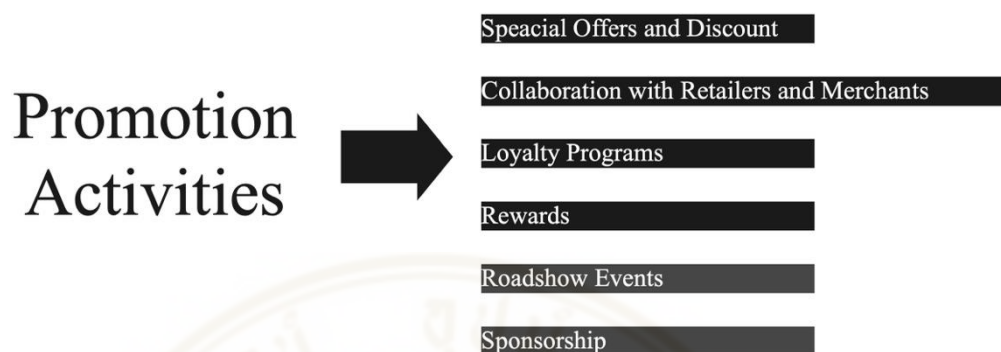 Promotion
Activities
Speacial Offers and Discount
Collaboration with Retailers and Merchants
Loyalty Programs
Rewards
Roadshow Events
Sponsorship